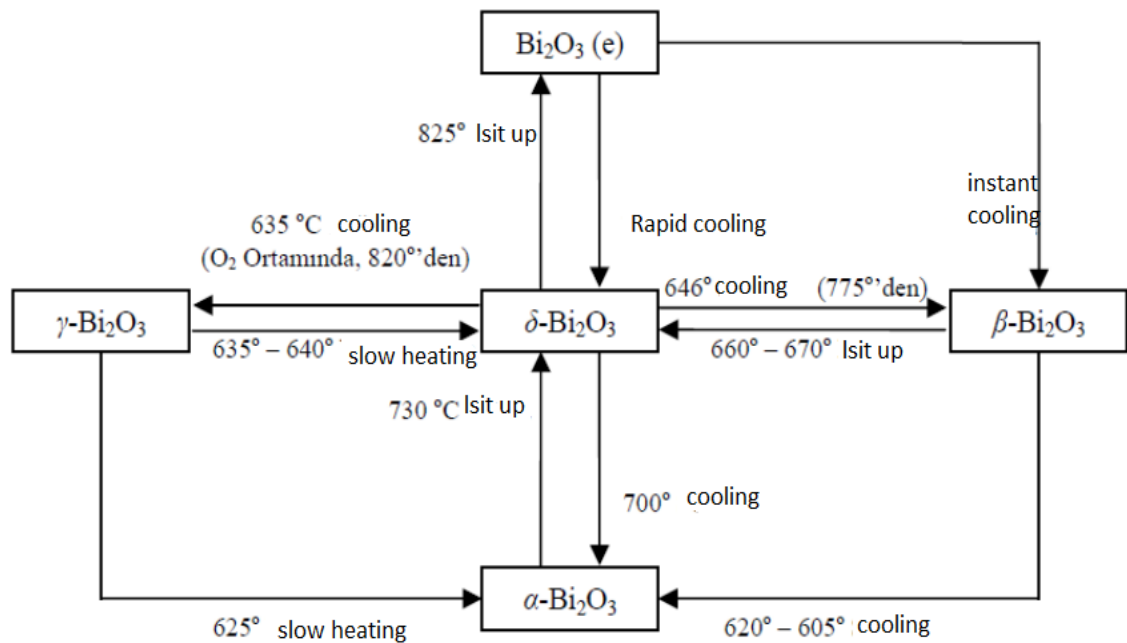 Bi₂O₃ (e)
825° Isit up
instant
cooling
635 °C cooling
(O₂ Ortamında, 820°'den)
Rapid cooling
646° cooling (775°'den)
γ-Bi₂O₃
δ-Bi₂O₃
β-Bi₂O₃
635° – 640° slow heating
660° – 670° Isit up
730 °C Isit up
700° cooling
α-Bi₂O₃
625° slow heating
620° – 605° cooling